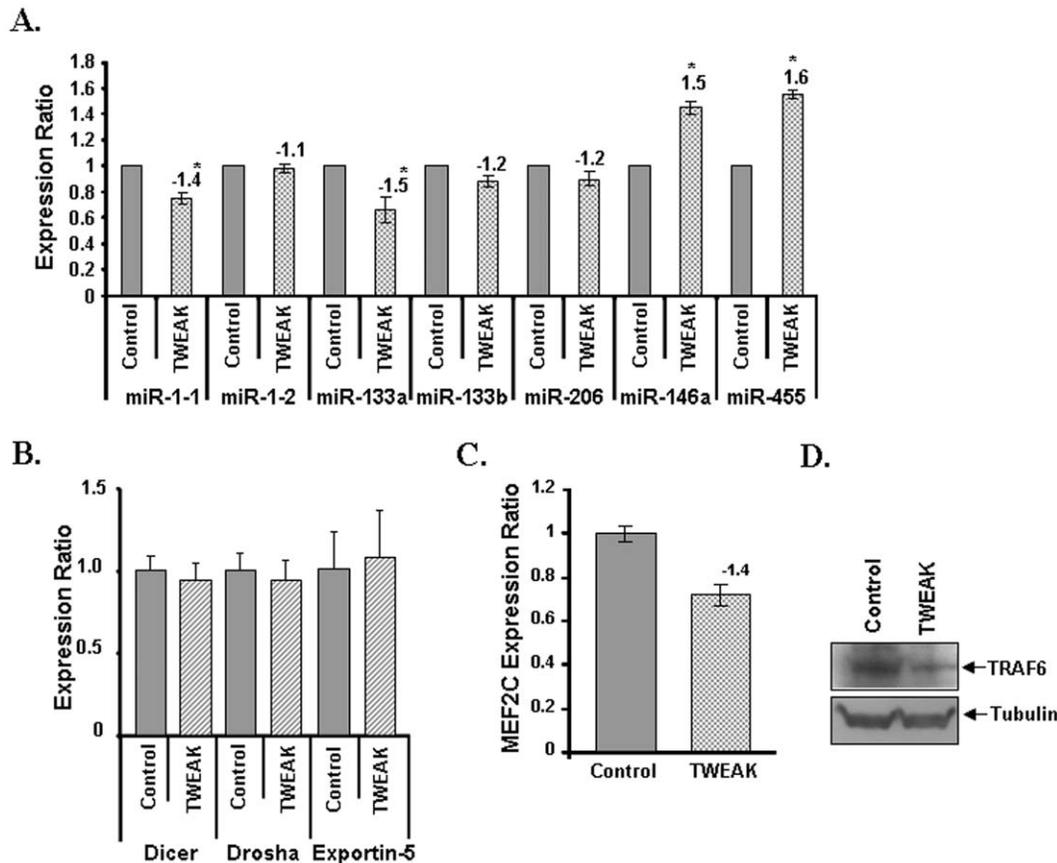 A.
Expression Ratio
1.8
1.6
1.4
1.2
1
0.8
0.6
0.4
0.2
0
-1.4
*
-1.1
-1.5
*
-1.2
-1.2
*
1.5
*
1.6
Control TWEAK Control TWEAK Control TWEAK Control TWEAK Control TWEAK Control TWEAK Control TWEAK
miR-1-1 miR-1-2 miR-133a miR-133b miR-206 miR-146a miR-455
B.
Expression Ratio
1.5
1.0
0.5
0
Control TWEAK Control TWEAK Control TWEAK
Dicer Drosha Exportin-5
C.
MEF2C Expression Ratio
1.2
1
0.8
0.6
0.4
0.2
0
-1.4
Control TWEAK
D.
Control TWEAK
TRAF6
Tubulin